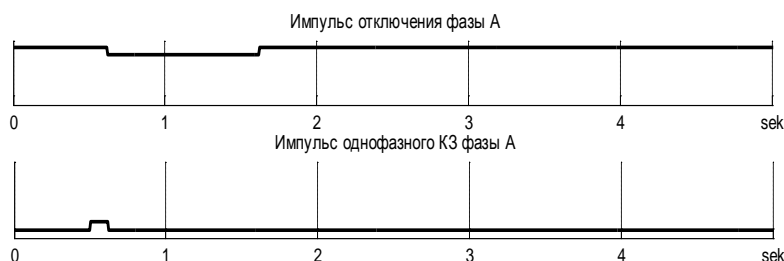 Импульс отключения фазы А
0 1 2 3 4 sek
Импульс однофазного КЗ фазы А
0 1 2 3 4 sek